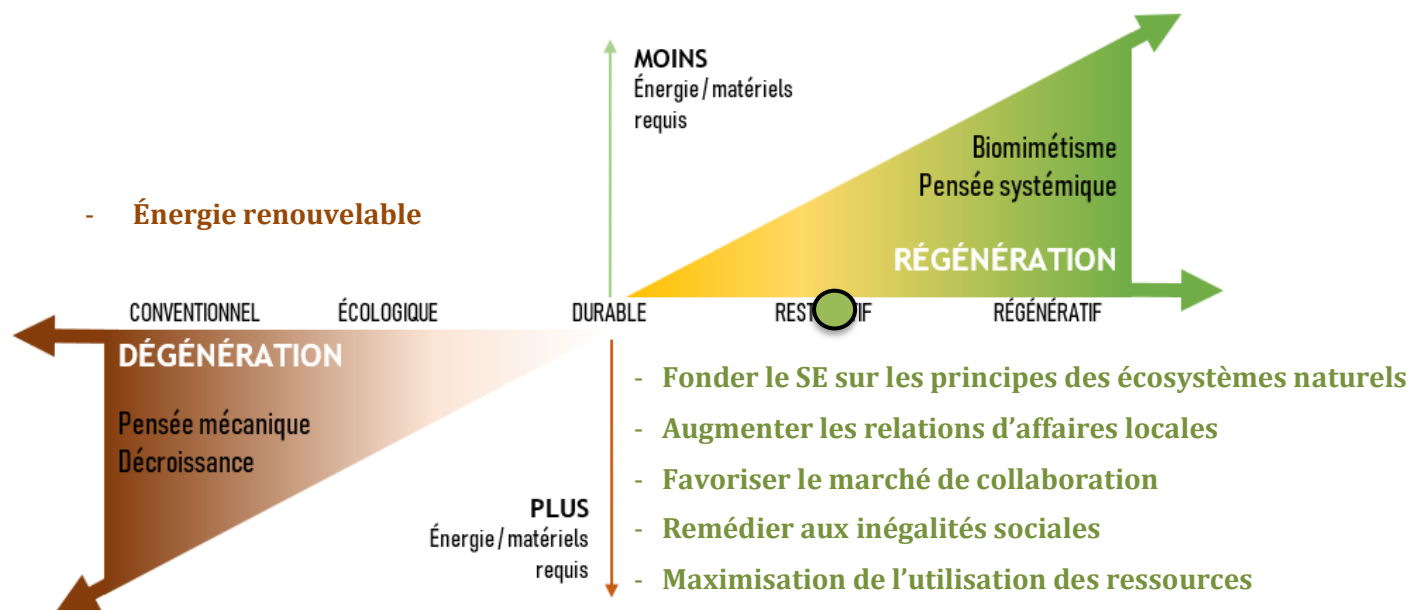 MOINS
Énergie / matériels
requis
Biomimétisme
Pensée systémique
- Énergie renouvelable
RÉGÉNÉRATION
CONVENTIONNEL
ÉCOLOGIQUE
DURABLE
RÉGÉNÉRATIF
DÉGÉNÉRATION
Pensée mécanique
Décroissance
- Fonder le SE sur les principes des écosystèmes naturels
- Augmenter les relations d’affaires locales
- Favoriser le marché de collaboration
- Remédier aux inégalités sociales
- Maximisation de l’utilisation des ressources
PLUS
Énergie / matériels
requis